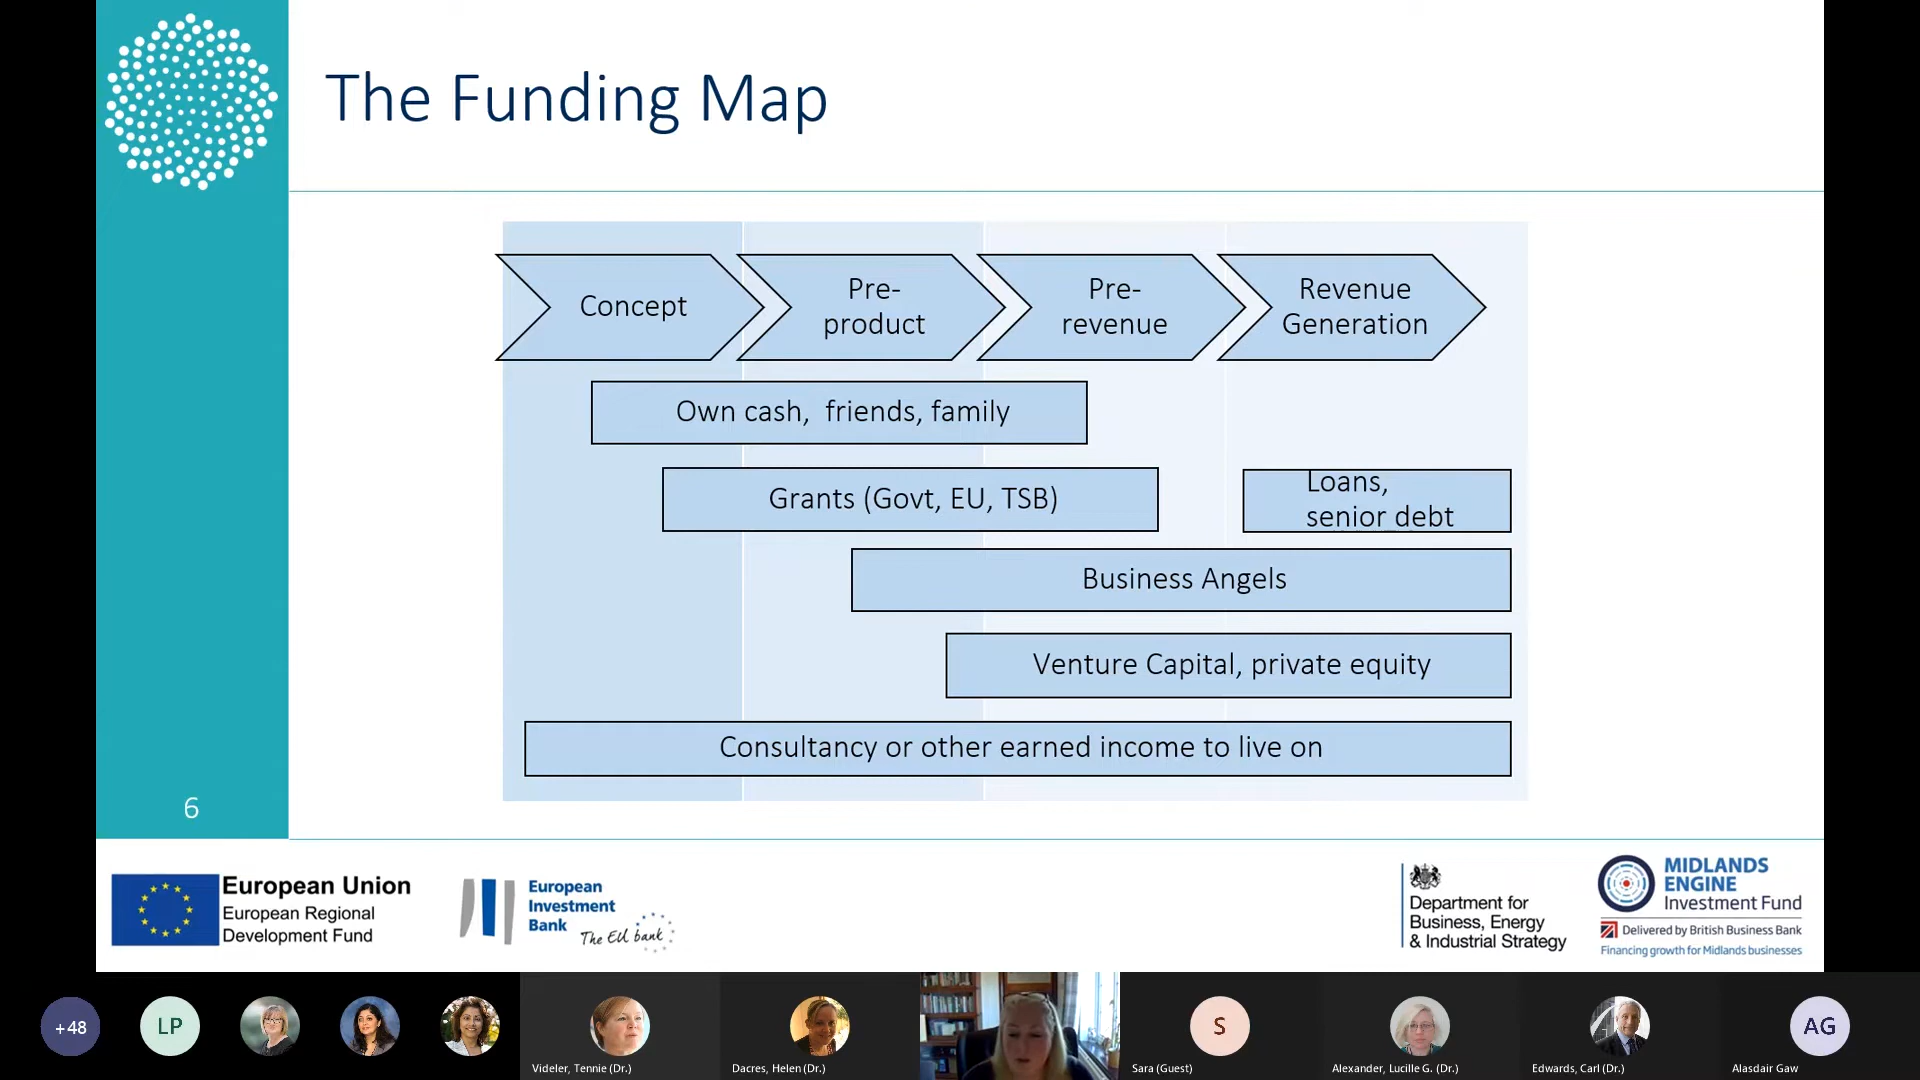 The Funding Map
Concept
Pre-
product
Pre-
revenue
Revenue
Generation
Own cash, friends, family
Grants (Govt, EU, TSB)
Loans,
senior debt
Business Angels
Venture Capital, private equity
Consultancy or other earned income to live on
6
European Union
European Regional
Development Fund
European
Investment
Bank
The EU bank
Department for
Business, Energy
& Industrial Strategy
MIDLANDS
ENGINE
Investment Fund
Delivered by British Business Bank
Financing growth for Midlands businesses
+48
LP
S
AG
Videler, Tennie (Dr.)
Dacres, Helen (Dr.)
Sara (Guest)
Alexander, Lucille G. (Dr.)
Edwards, Carl (Dr.)
Alasdair Gaw